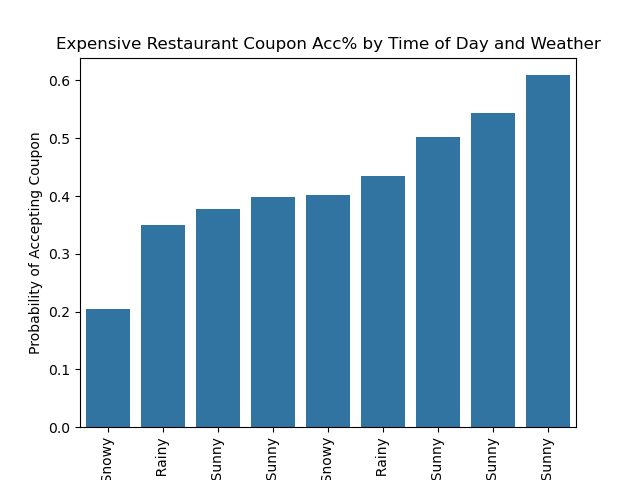 Expensive Restaurant Coupon Acc% by Time of Day and Weather
Probability of Accepting Coupon
0.6
0.5
0.4
0.3
0.2
0.1
0.0
Snowy
Rainy
Sunny
Sunny
Snowy
Rainy
Sunny
Sunny
Sunny